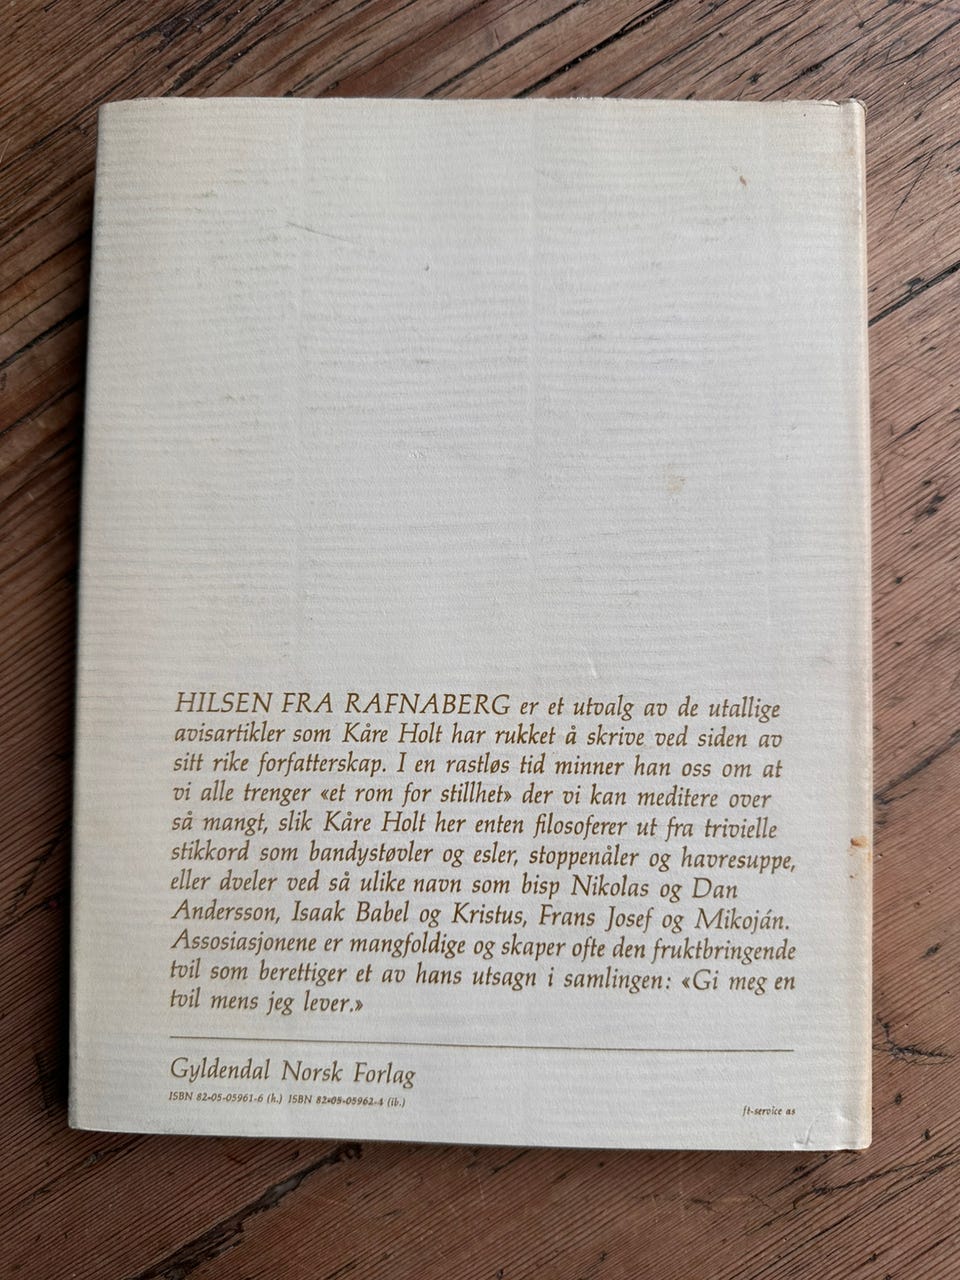 HILSEN FRA RAFNABERG er et utvalg av de utallige
avisartikler som Kåre Holt har rukket å skrive ved siden av
sitt rike forfatterskap. I en rastløs tid minner han oss om at
vi alle trenger «et rom for stillhet» der vi kan meditere over
så mangt, slik Kåre Holt her enten filosoferer ut fra trivielle
stikkord som bandystøvler og esler, stoppenåler og havresuppe,
eller dveler ved så ulike navn som bisp Nikolas og Dan
Andersson, Isaak Babel og Kristus, Frans Josef og Mikoján.
Assosiasjonene er mangfoldige og skaper ofte den fruktbringende
tvil som berettiger et av hans utsagn i samlingen: «Gi meg en
tvil mens jeg lever.»
Gyldendal Norsk Forlag
ISBN 82-05-05961-6 (h.) ISBN 82-05-05962-4 (ib.)
ft-service as